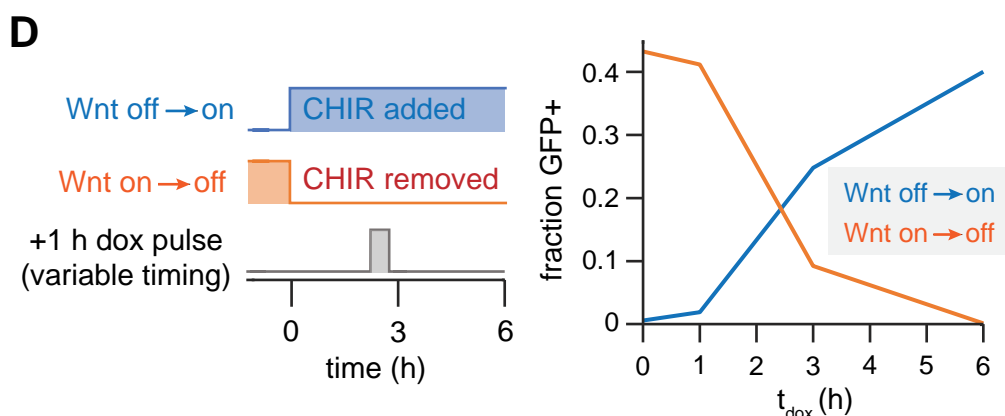 D
Wnt off→on
CHIR added
Wnt on→off
CHIR removed
+1 h dox pulse
(variable timing)
0
3
6
time (h)
fraction GFP+
0.4
0.3
0.2
0.1
0
Wnt off→on
Wnt on→off
0 1 2 3 4 5 6
t_dox (h)